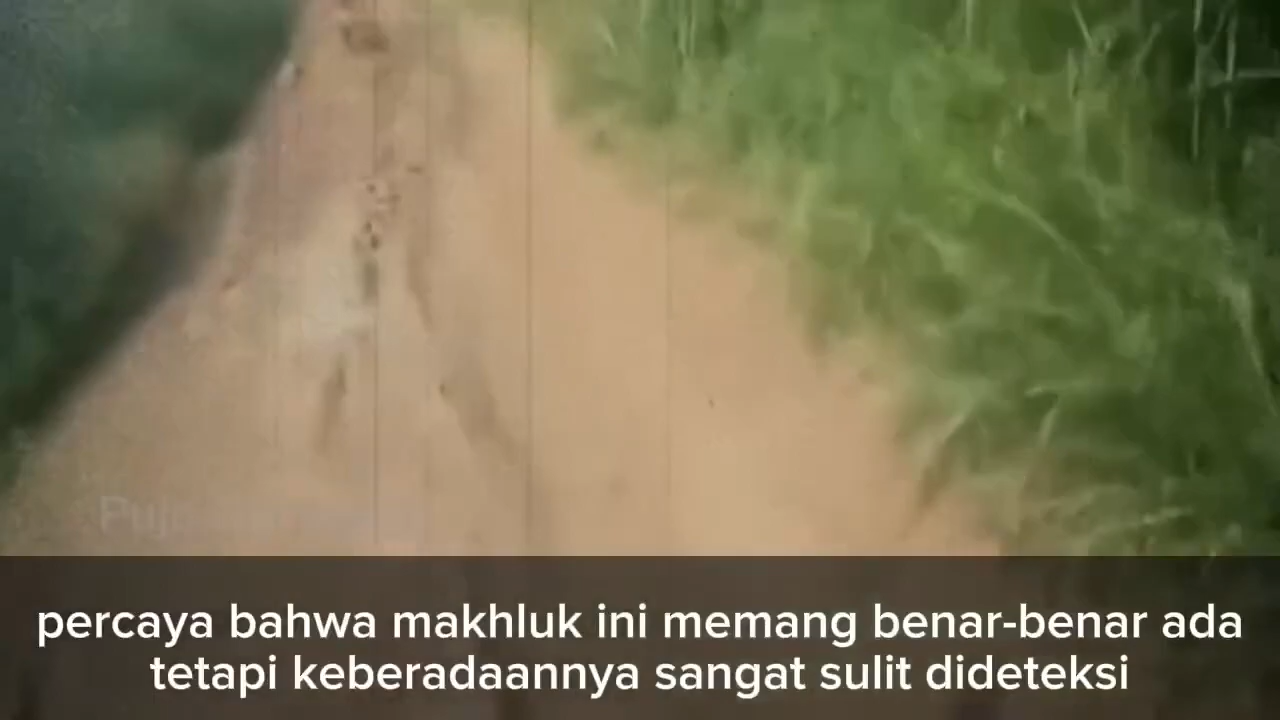 percaya bahwa makhluk ini memang benar-benar ada
tetapi keberadaannya sangat sulit dideteksi